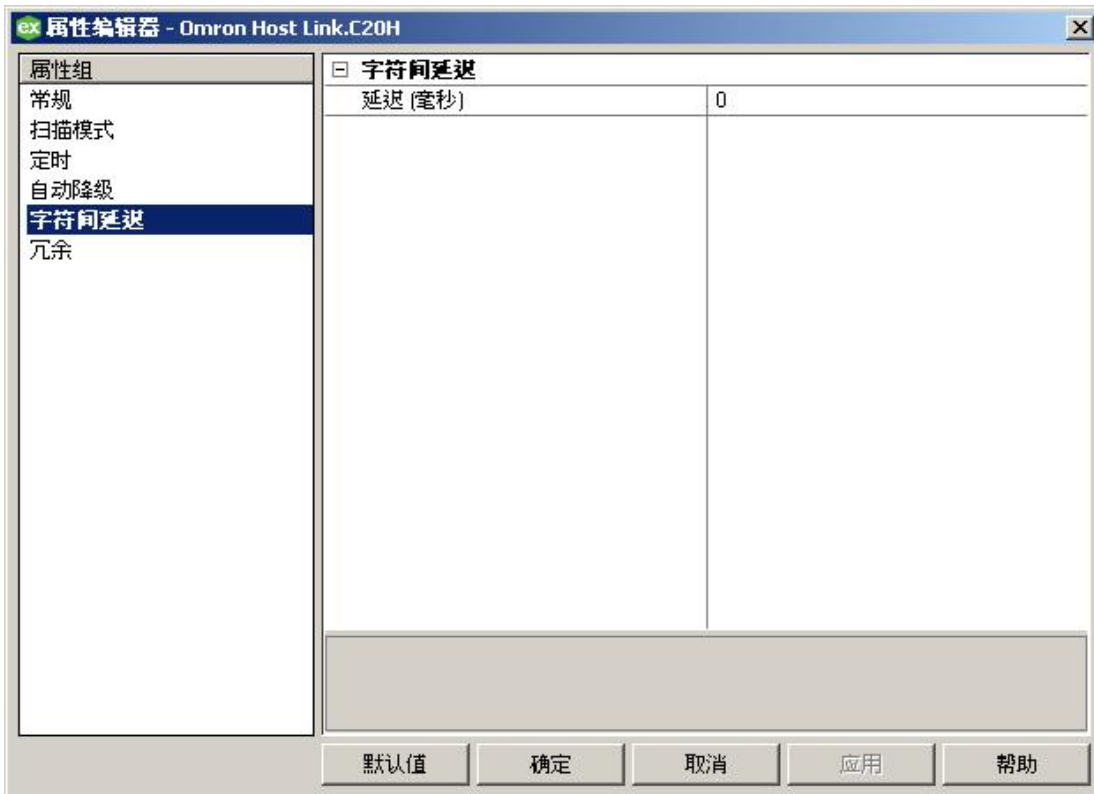 ex 属性编辑器 - Omron Host Link.C20H
属性组
常规
扫描模式
定时
自动降级
字符间延迟
冗余
字符间延迟
延迟 (毫秒) 0
默认值 确定 取消 应用 帮助